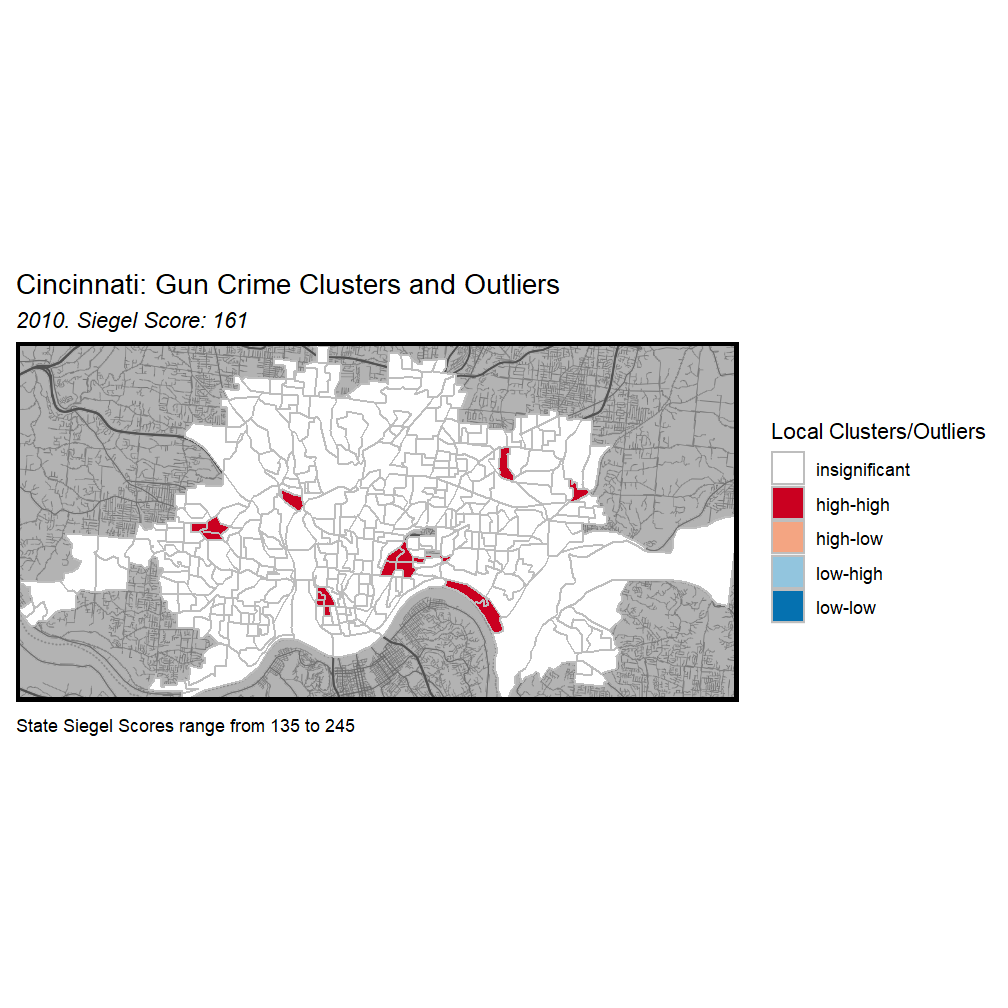 Cincinnati: Gun Crime Clusters and Outliers
2010. Siegel Score: 161
Local Clusters/Outliers
insignificant
high-high
high-low
low-high
low-low
State Siegel Scores range from 135 to 245